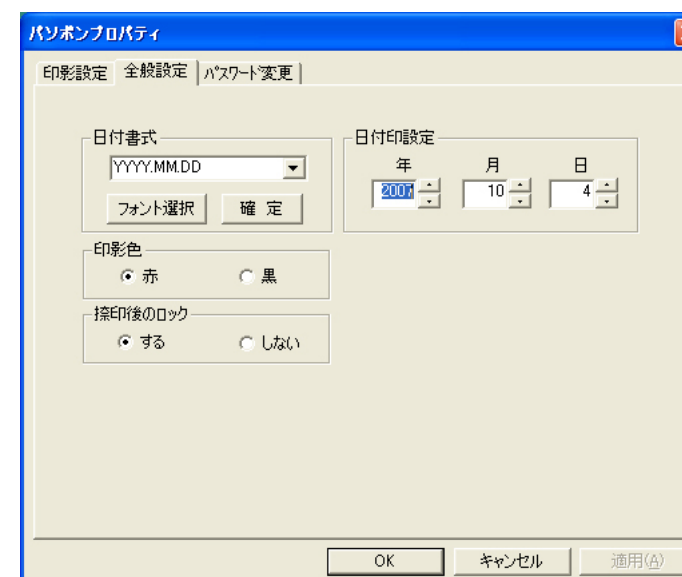 パソポンプロパティ
印影設定 全般設定 パスワード変更
日付書式
YYYY.MM.DD
フォント選択 確 定
日付印設定
年 月 日
2007 10 4
印影色
赤 黒
捺印後のロック
する しない
OK キャンセル 適用(A)